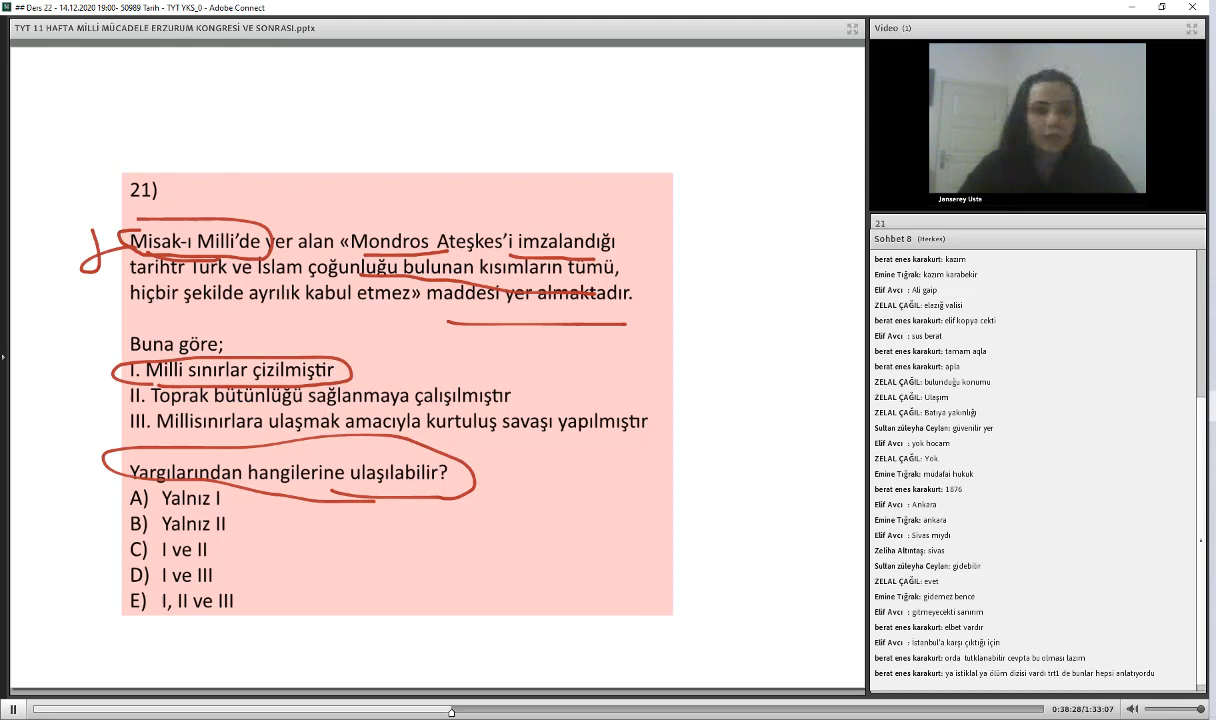 ## Ders 22 - 14.12.2020 19:00- 50989 Tarih - TYT YKS_0 - Adobe Connect
TYT 11 HAFTA MİLLİ MÜCADELE ERZURUM KONGRESİ VE SONRASI.pptx
21)
Misak-ı Milli’de yer alan «Mondros Ateşkes’i imzalandığı
tarihtr Türk ve İslam çoğunluğu bulunan kısımların tümü,
hiçbir şekilde ayrılık kabul etmez» maddesi yer almaktadır.
Buna göre;
I. Milli sınırlar çizilmiştir
II. Toprak bütünlüğü sağlanmaya çalışılmıştır
III. Millisınırlara ulaşmak amacıyla kurtuluş savaşı yapılmıştır
Yargılarından hangilerine ulaşılabilir?
A) Yalnız I
B) Yalnız II
C) I ve II
D) I ve III
E) I, II ve III
Video (1)
Janserey Usta
21
Sohbet 8 (Herkes)
berat enes karakurt: kazım
Emine Tığrak: kazım karabekir
Elif Avcı : Ali gaip
ZELAL ÇAĞIL: elazığ valisi
berat enes karakurt: elif kopya cekti
Elif Avcı : sus berat
berat enes karakurt: tamam aqla
berat enes karakurt: apla
ZELAL ÇAĞIL: bulunduğu konumu
ZELAL ÇAĞIL: Ulaşım
ZELAL ÇAĞIL: Batıya yakınlığı
Sultan züleyha Ceylan: güvenilir yer
Elif Avcı : yok hocam
ZELAL ÇAĞIL: Yok
Emine Tığrak: müdafai hukuk
berat enes karakurt: 1876
Elif Avcı : Ankara
Emine Tığrak: ankara
Elif Avcı : Sivas mıydı
Zeliha Altıntaş: sivas
Sultan züleyha Ceylan: gidebilir
ZELAL ÇAĞIL: evet
Emine Tığrak: gidemez bence
Elif Avcı : gitmeyecekti sanırım
berat enes karakurt: elbet vardır
Elif Avcı : İstanbul'a karşı çıktığı için
berat enes karakurt: orda tutklanabilir cevpta bu olması lazım
berat enes karakurt: ya istiklal ya ölüm dizisi vardı trt1 de bunlar hepsi anlatıyordu
0:38:28/1:33:07